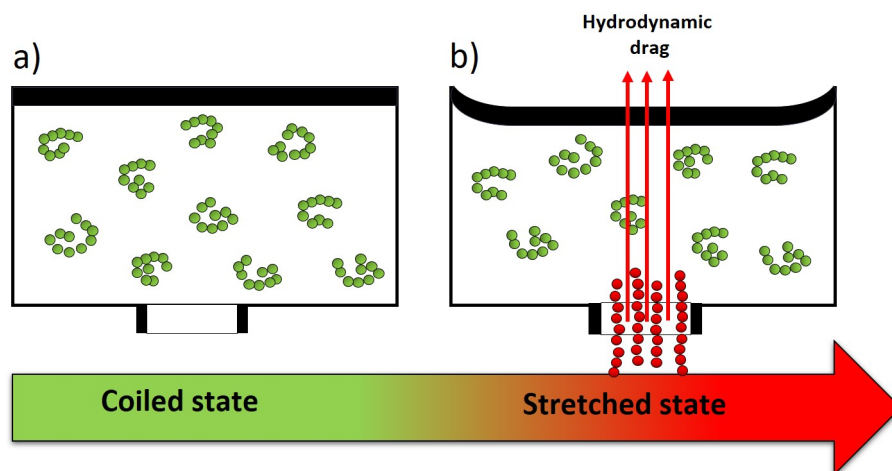 a)
b)
Hydrodynamic
drag
Coiled state
Stretched state